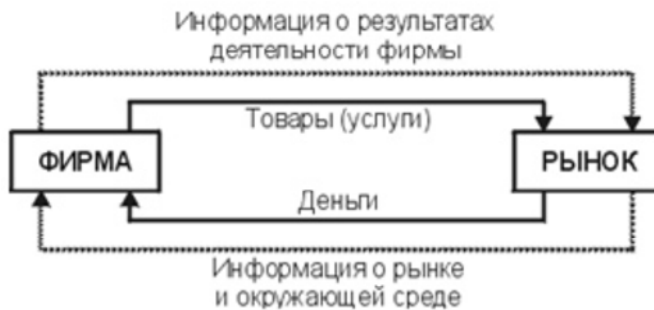 Информация о результатах
деятельности фирмы
Товары (услуги)
ФИРМА
РЫНОК
Деньги
Информация о рынке
и окружающей среде